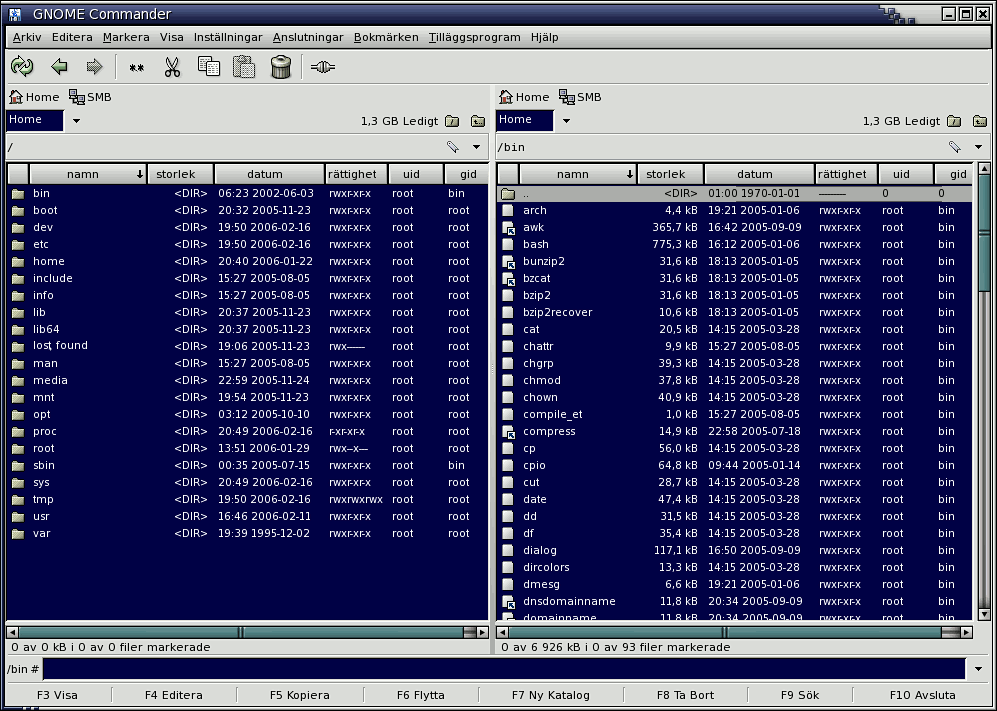 GNOME Commander
Arkiv Editera Markera Visa Inställningar Anslutningar Bokmärken Tilläggsprogram Hjälp
Home SMB
Home 1,3 GB Ledigt
/
namn storlek datum rättighet uid gid
bin <DIR> 06:23 2002-06-03 rwxr-xr-x root bin
boot <DIR> 20:32 2005-11-23 rwxr-xr-x root root
dev <DIR> 19:50 2006-02-16 rwxr-xr-x root root
etc <DIR> 19:50 2006-02-16 rwxr-xr-x root root
home <DIR> 20:40 2006-01-22 rwxr-xr-x root root
include <DIR> 15:27 2005-08-05 rwxr-xr-x root root
info <DIR> 15:27 2005-08-05 rwxr-xr-x root root
lib <DIR> 20:37 2005-11-23 rwxr-xr-x root root
lib64 <DIR> 20:37 2005-11-23 rwxr-xr-x root root
lost+found <DIR> 19:06 2005-11-23 rwx------ root root
man <DIR> 15:27 2005-08-05 rwxr-xr-x root root
media <DIR> 22:59 2005-11-24 rwxr-xr-x root root
mnt <DIR> 19:54 2005-11-23 rwxr-xr-x root root
opt <DIR> 03:12 2005-10-10 rwxr-xr-x root root
proc <DIR> 20:49 2006-02-16 r-xr-xr-x root root
root <DIR> 13:51 2006-01-29 rwx--x--- root root
sbin <DIR> 00:35 2005-07-15 rwxr-xr-x root bin
sys <DIR> 20:49 2006-02-16 rwxr-xr-x root root
tmp <DIR> 19:50 2006-02-16 rwxrwxrwx root root
usr <DIR> 16:46 2006-02-11 rwxr-xr-x root root
var <DIR> 19:39 1995-12-02 rwxr-xr-x root root
0 av 0 kB i 0 av 0 filer markerade
Home SMB
Home 1,3 GB Ledigt
/bin
namn storlek datum rättighet uid gid
.. <DIR> 01:00 1970-01-01 --------- 0 0
arch 4,4 kB 19:21 2005-01-06 rwxr-xr-x root bin
awk 365,7 kB 16:42 2005-09-09 rwxr-xr-x root bin
bash 775,3 kB 16:12 2005-01-06 rwxr-xr-x root bin
bunzip2 31,6 kB 18:13 2005-01-05 rwxr-xr-x root bin
bzcat 31,6 kB 18:13 2005-01-05 rwxr-xr-x root bin
bzip2 31,6 kB 18:13 2005-01-05 rwxr-xr-x root bin
bzip2recover 10,6 kB 18:13 2005-01-05 rwxr-xr-x root bin
cat 20,5 kB 14:15 2005-03-28 rwxr-xr-x root bin
chattr 9,9 kB 15:27 2005-08-05 rwxr-xr-x root bin
chgrp 39,3 kB 14:15 2005-03-28 rwxr-xr-x root bin
chmod 37,8 kB 14:15 2005-03-28 rwxr-xr-x root bin
chown 40,9 kB 14:15 2005-03-28 rwxr-xr-x root bin
compile_et 1,0 kB 15:27 2005-08-05 rwxr-xr-x root bin
compress 14,9 kB 22:58 2005-07-18 rwxr-xr-x root bin
cp 56,0 kB 14:15 2005-03-28 rwxr-xr-x root bin
cpio 64,8 kB 09:44 2005-01-14 rwxr-xr-x root bin
cut 28,7 kB 14:15 2005-03-28 rwxr-xr-x root bin
date 47,4 kB 14:15 2005-03-28 rwxr-xr-x root bin
dd 31,5 kB 14:15 2005-03-28 rwxr-xr-x root bin
df 35,4 kB 14:15 2005-03-28 rwxr-xr-x root bin
dialog 117,1 kB 16:50 2005-09-09 rwxr-xr-x root bin
dircolors 13,3 kB 14:15 2005-03-28 rwxr-xr-x root bin
dmesg 6,6 kB 19:21 2005-01-06 rwxr-xr-x root bin
dnsdomainname 11,8 kB 20:34 2005-09-09 rwxr-xr-x root bin
domainname 11,8 kB 20:34 2005-09-09 rwxr-xr-x root bin
0 av 6 926 kB i 0 av 93 filer markerade
/bin #
F3 Visa F4 Editera F5 Kopiera F6 Flytta F7 Ny Katalog F8 Ta Bort F9 Sök F10 Avsluta